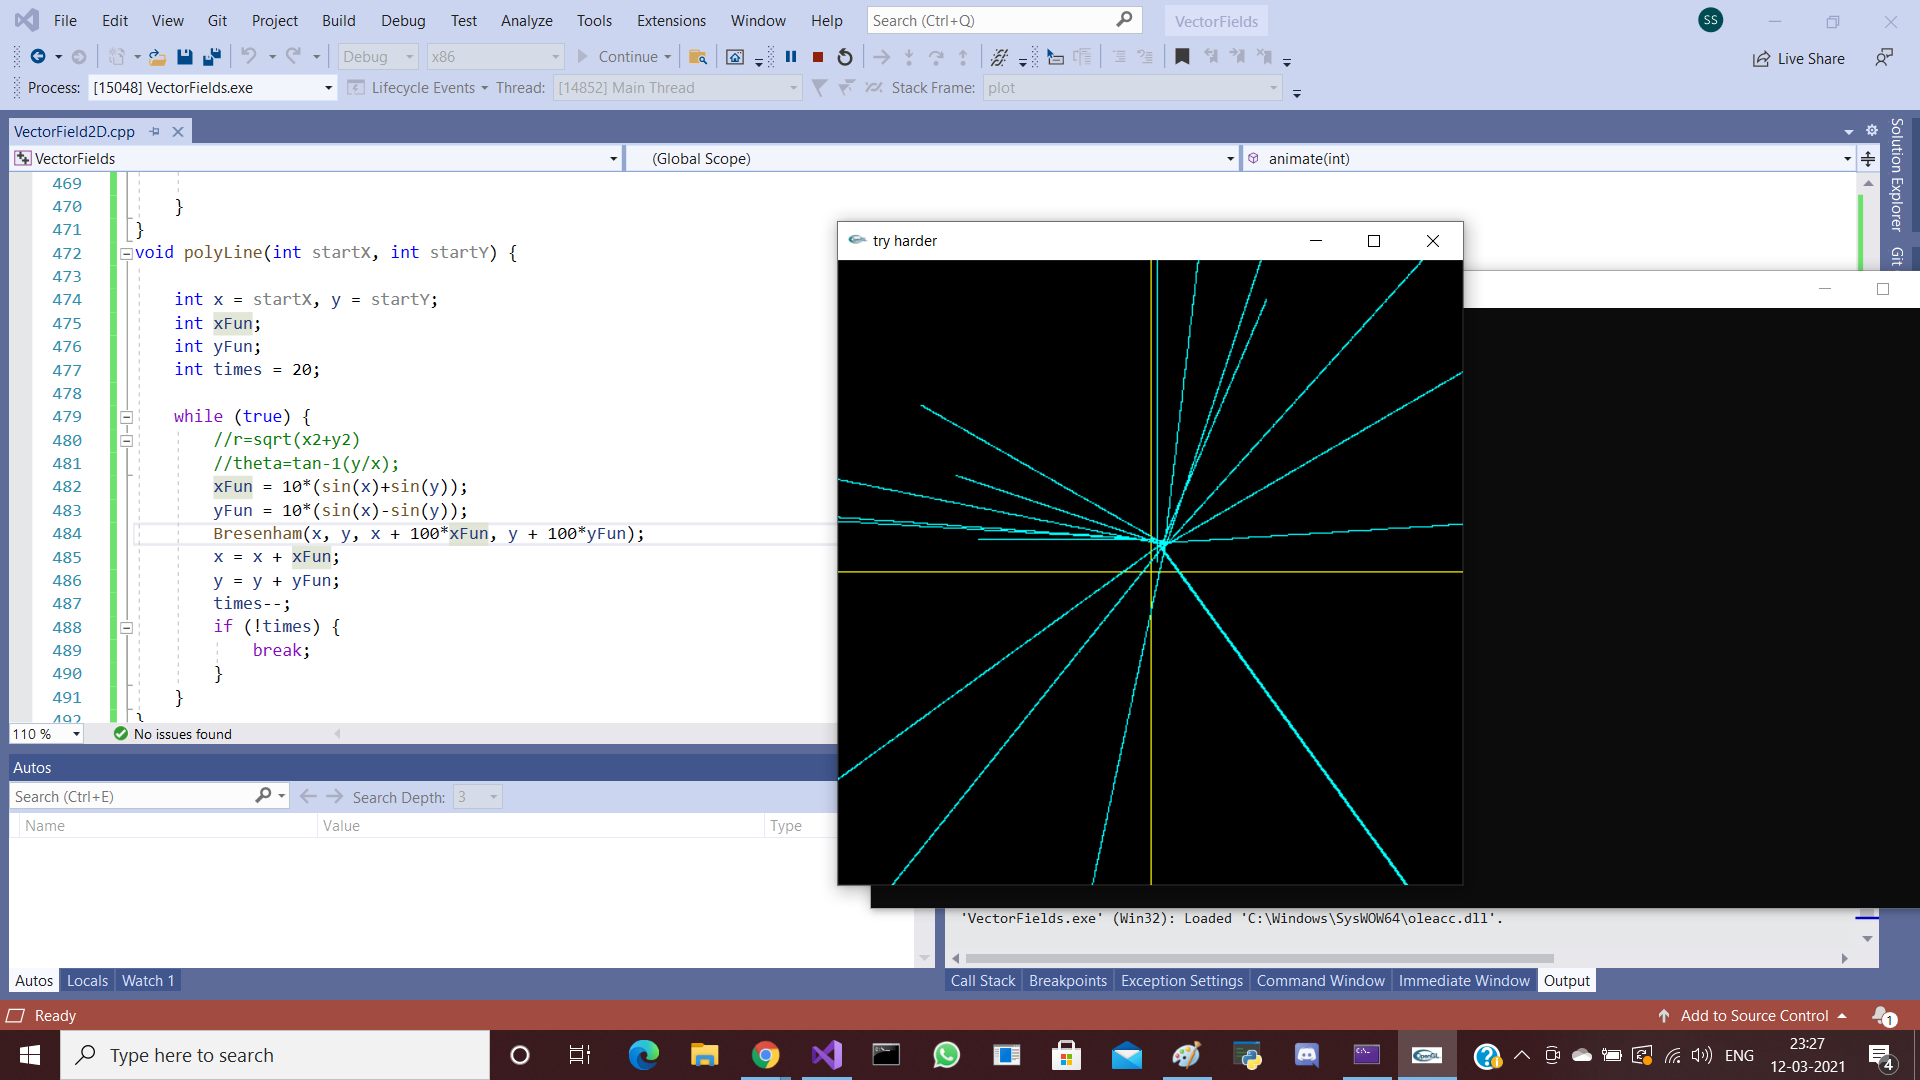 File Edit View Git Project Build Debug Test Analyze Tools Extensions Window Help Search (Ctrl+Q) VectorFields SS
Debug x86 Continue Live Share
Process: [15048] VectorFields.exe Lifecycle Events Thread: [14852] Main Thread Stack Frame: plot
VectorField2D.cpp
VectorFields (Global Scope) animate(int)
Solution Explorer
Git
469
470 }
471 }
472 void polyLine(int startX, int startY) {
473
474 int x = startX, y = startY;
475 int xFun;
476 int yFun;
477 int times = 20;
478
479 while (true) {
480 //r=sqrt(x2+y2)
481 //theta=tan-1(y/x);
482 xFun = 10*(sin(x)+sin(y));
483 yFun = 10*(sin(x)-sin(y));
484 Bresenham(x, y, x + 100*xFun, y + 100*yFun);
485 x = x + xFun;
486 y = y + yFun;
487 times--;
488 if (!times) {
489 break;
490 }
491 }
492 }
try harder
110 % No issues found
Autos
Search (Ctrl+E) Search Depth: 3
Name Value Type
'VectorFields.exe' (Win32): Loaded 'C:\Windows\SysWOW64\oleacc.dll'.
Autos Locals Watch 1
Call Stack Breakpoints Exception Settings Command Window Immediate Window Output
Ready Add to Source Control 1
Type here to search
OpenGL
ENG
23:27
12-03-2021
4